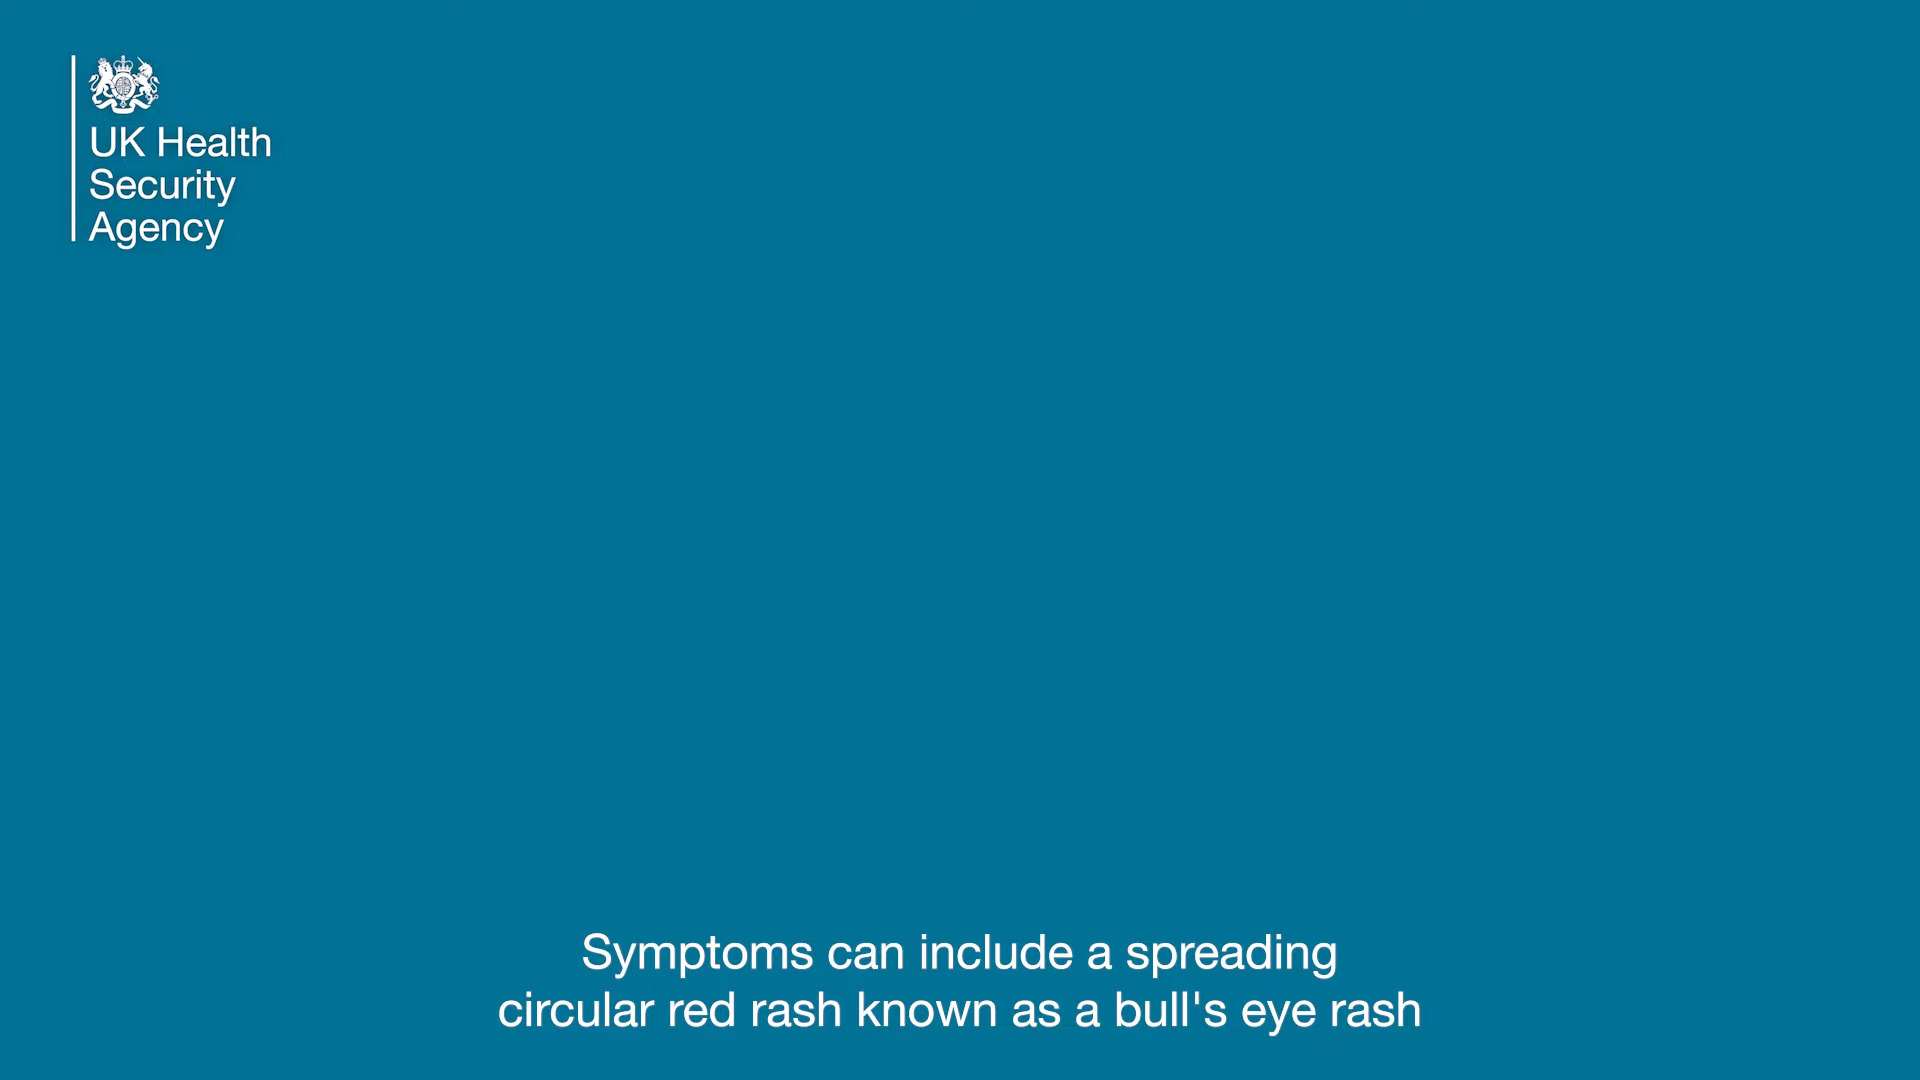 UK Health
Security
Agency
Symptoms can include a spreading
circular red rash known as a bull's eye rash